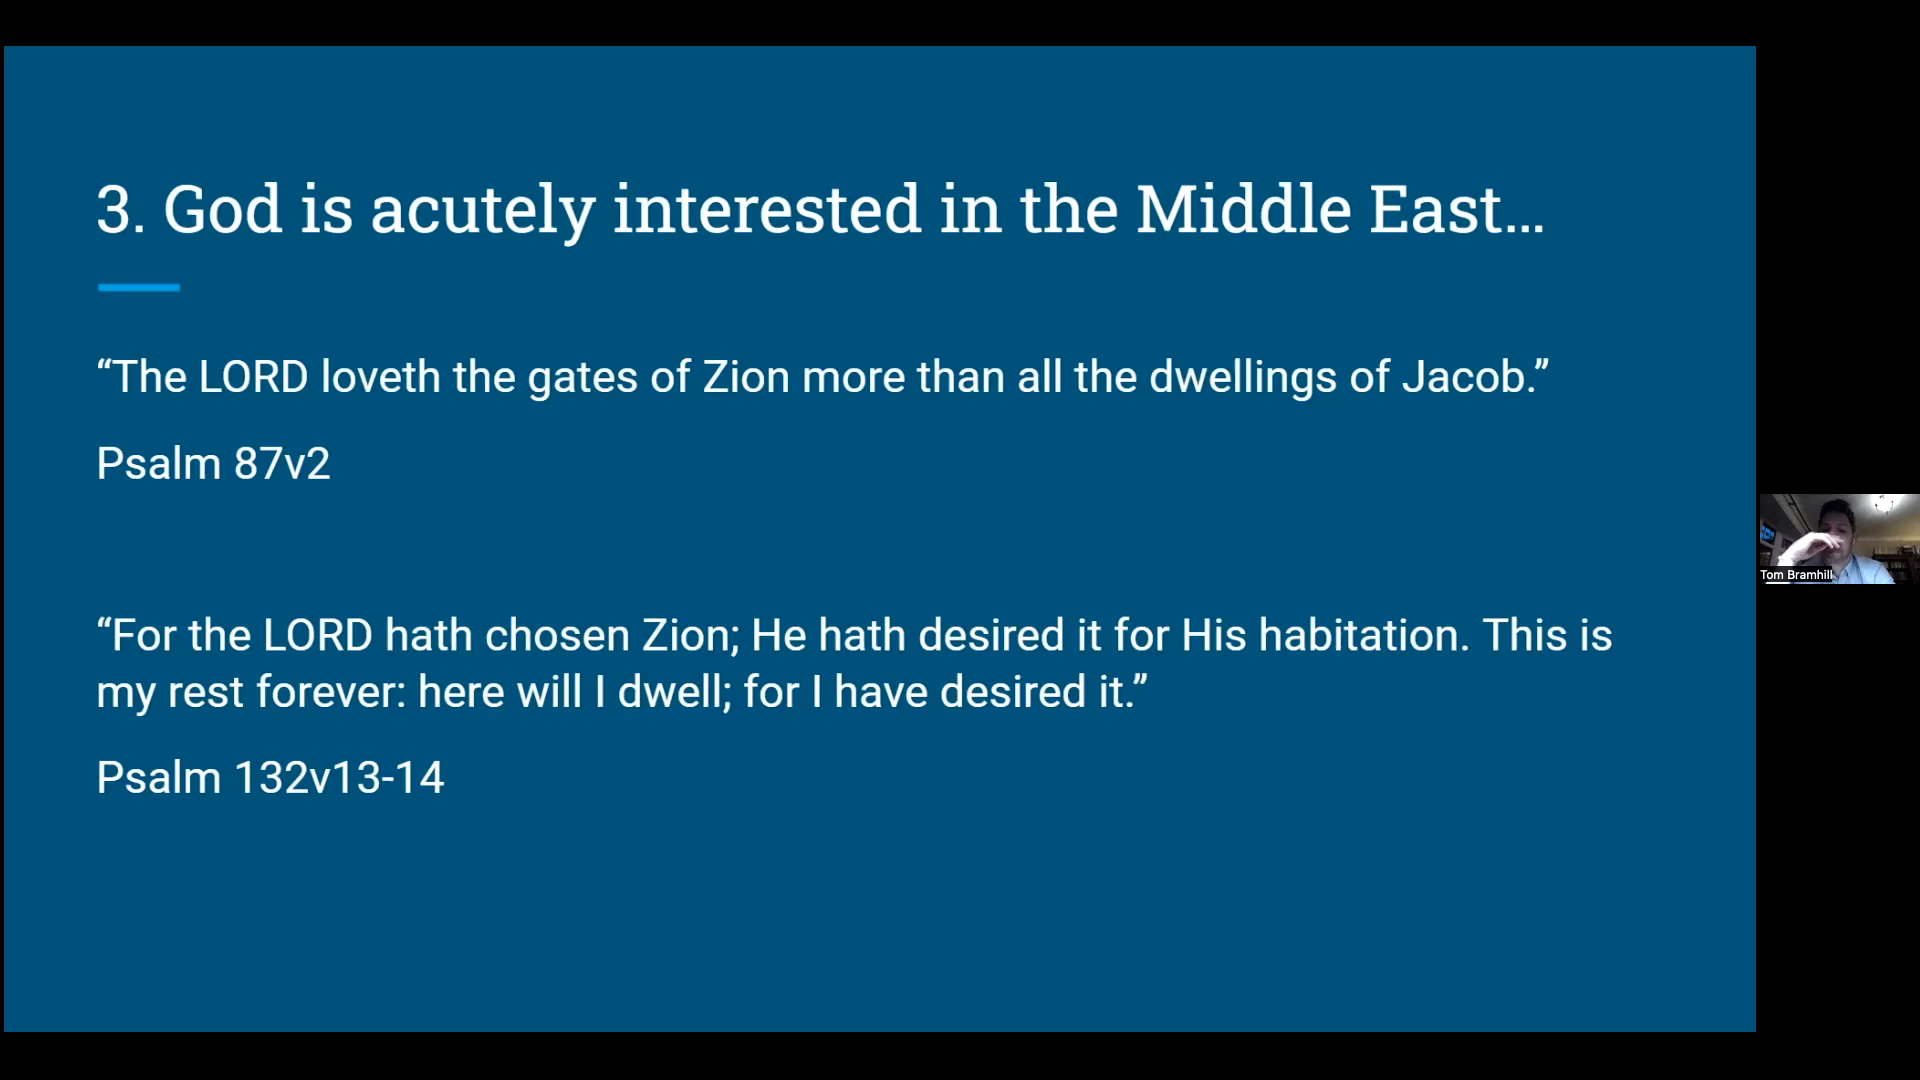 3. God is acutely interested in the Middle East...
“The LORD loveth the gates of Zion more than all the dwellings of Jacob.”
Psalm 87v2
“For the LORD hath chosen Zion; He hath desired it for His habitation. This is
my rest forever: here will I dwell; for I have desired it.”
Psalm 132v13-14
Tom Bramhill